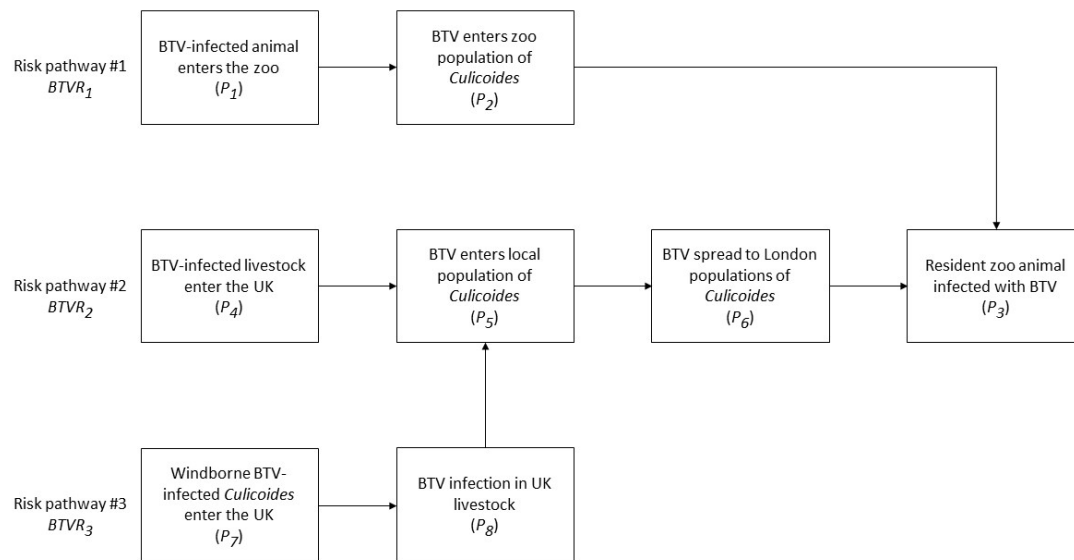 Risk pathway #1
BTVR1
BTV-infected animal
enters the zoo
(P1)
BTV enters zoo
population of
Culicoides
(P2)
Risk pathway #2
BTVR2
BTV-infected livestock
enter the UK
(P4)
BTV enters local
population of
Culicoides
(P5)
BTV spread to London
populations of
Culicoides
(P6)
Resident zoo animal
infected with BTV
(P3)
Risk pathway #3
BTVR3
Windborne BTV-
infected Culicoides
enter the UK
(P7)
BTV infection in UK
livestock
(P8)